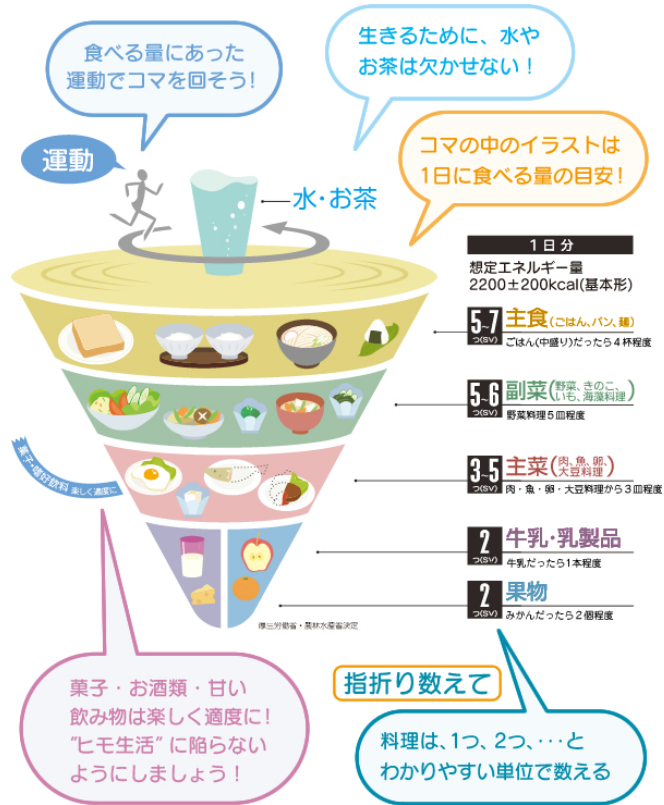 食べる量にあった
運動でコマを回そう!
生きるために、水や
お茶は欠かせない!
コマの中のイラストは
1日に食べる量の目安!
運動
水・お茶
1日分
想定エネルギー量
2200±200kcal(基本形)
5~7 つ(SV) 主食(ごはん、パン、麺)
ごはん(中盛り)だったら4杯程度
5~6 つ(SV) 副菜(野菜、きのこ、
いも、海藻料理)
野菜料理5皿程度
菓子・嗜好飲料 楽しく適度に
3~5 つ(SV) 主菜(肉、魚、卵、
大豆料理)
肉・魚・卵・大豆料理から3皿程度
2 つ(SV) 牛乳・乳製品
牛乳だったら1本程度
2 つ(SV) 果物
みかんだったら2個程度
厚生労働省・農林水産省決定
菓子・お酒類・甘い
飲み物は楽しく適度に!
"ヒモ生活"に陥らない
ようにしましょう!
指折り数えて
料理は、1つ、2つ、・・・と
わかりやすい単位で数える